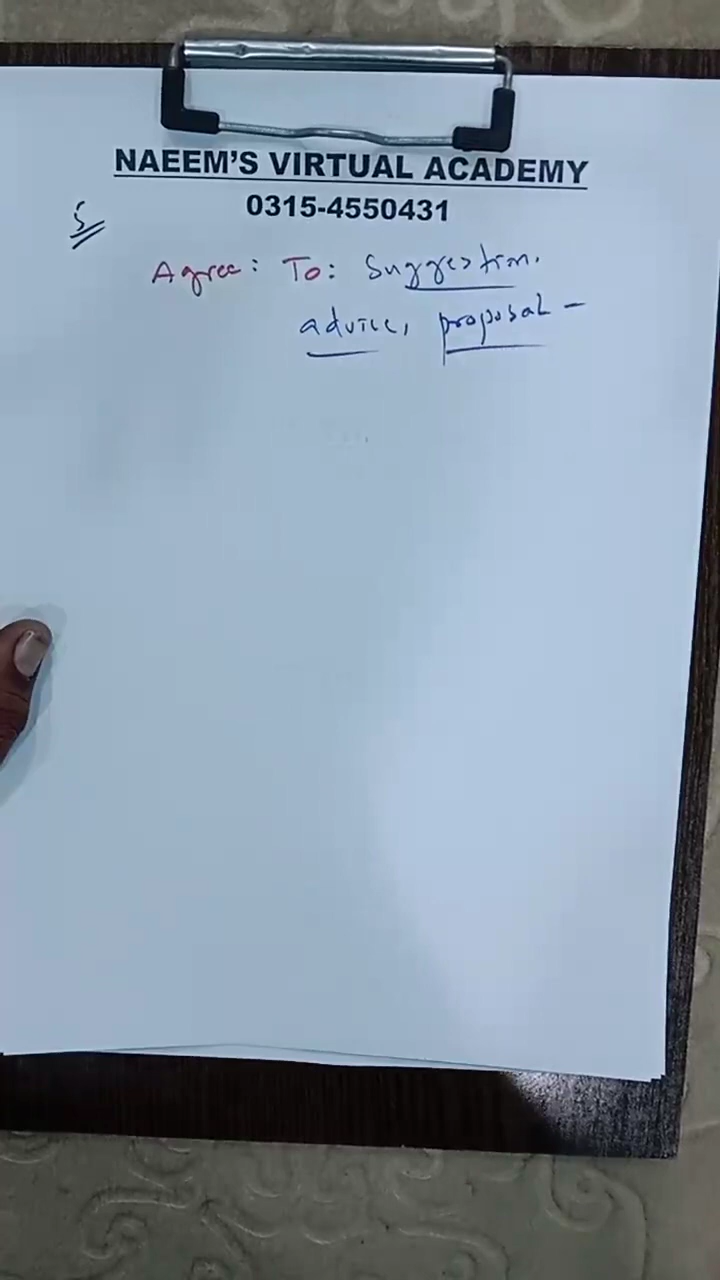 NAEEM'S VIRTUAL ACADEMY
0315-4550431
Agree: To: Suggestion,
advice, proposal -